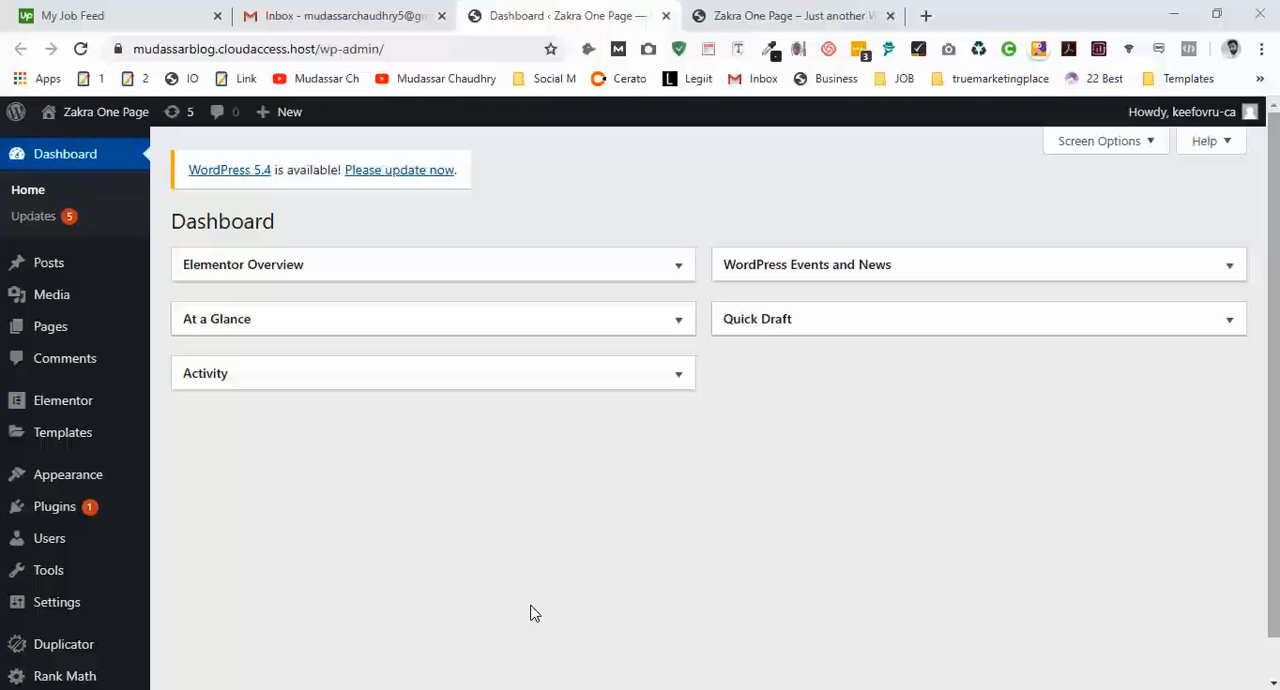 My Job Feed
Inbox - mudassarchaudhry5@gm
Dashboard ‹ Zakra One Page —
Zakra One Page – Just another W
mudassarblog.cloudaccess.host/wp-admin/
Apps
1
2
IO
Link
Mudassar Ch
Mudassar Chaudhry
Social M
Cerato
Legiit
Inbox
Business
JOB
truemarketingplace
22 Best
Templates
Zakra One Page
5
0
New
Howdy, keefovru-ca
Dashboard
Home
Updates 5
Posts
Media
Pages
Comments
Elementor
Templates
Appearance
Plugins 1
Users
Tools
Settings
Duplicator
Rank Math
Screen Options
Help
WordPress 5.4 is available! Please update now.
Dashboard
Elementor Overview
WordPress Events and News
At a Glance
Quick Draft
Activity